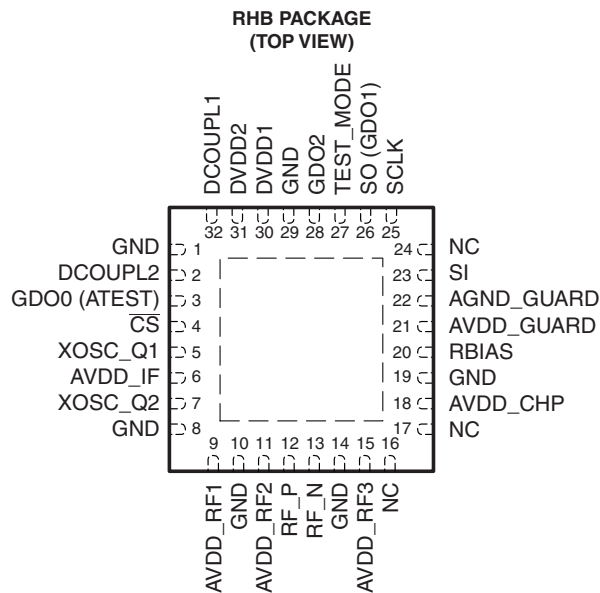 RHB PACKAGE
(TOP VIEW)
DCOUPL1
DVDD2
DVDD1
GND
GDO2
TEST_MODE
SO (GDO1)
SCLK
32 31 30 29 28 27 26 25
GND 1
DCOUPL2 2
GDO0 (ATEST) 3
CS 4
XOSC_Q1 5
AVDD_IF 6
XOSC_Q2 7
GND 8
24 NC
23 SI
22 AGND_GUARD
21 AVDD_GUARD
20 RBIAS
19 GND
18 AVDD_CHP
17 NC
9 10 11 12 13 14 15 16
AVDD_RF1
GND
AVDD_RF2
RF_P
RF_N
GND
AVDD_RF3
NC